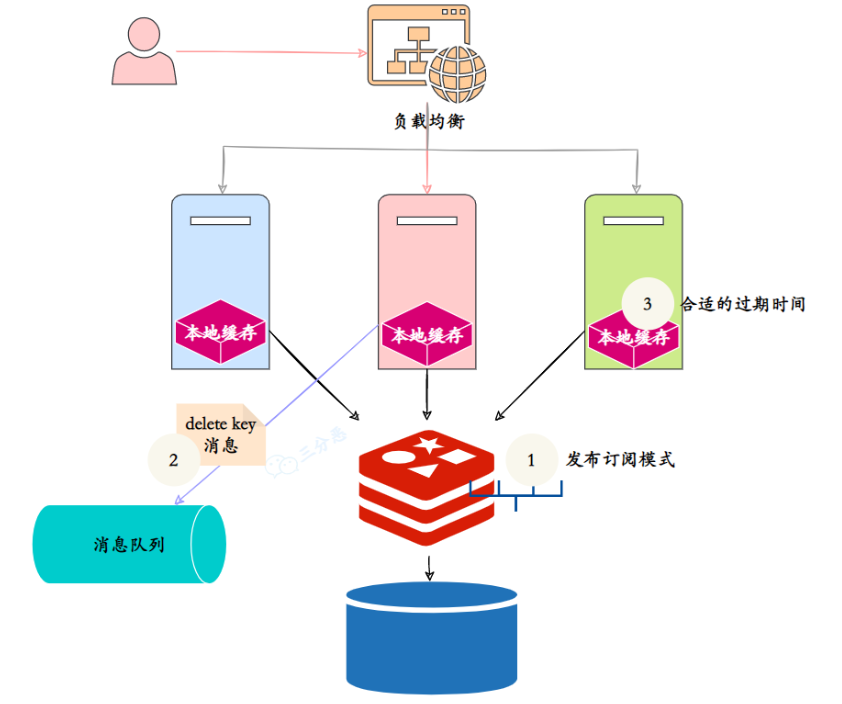 负载均衡
3
合适的过期时间
本地缓存
本地缓存
本地缓存
delete key
消息
2
三分恶
1
发布订阅模式
消息队列